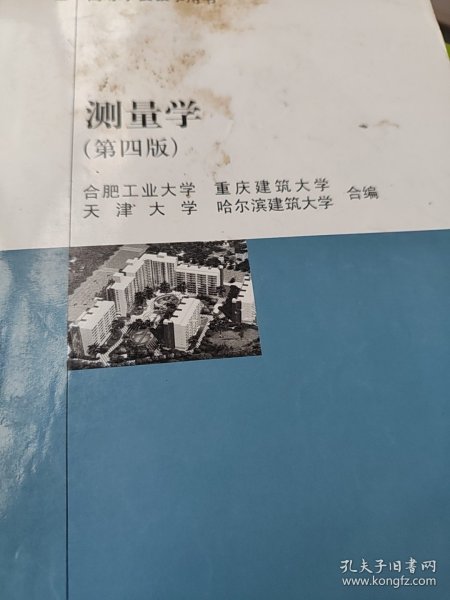 测量学
(第四版)
合肥工业大学 重庆建筑大学
天津大学 哈尔滨建筑大学 合编
孔夫子旧书网
www.kongfz.com